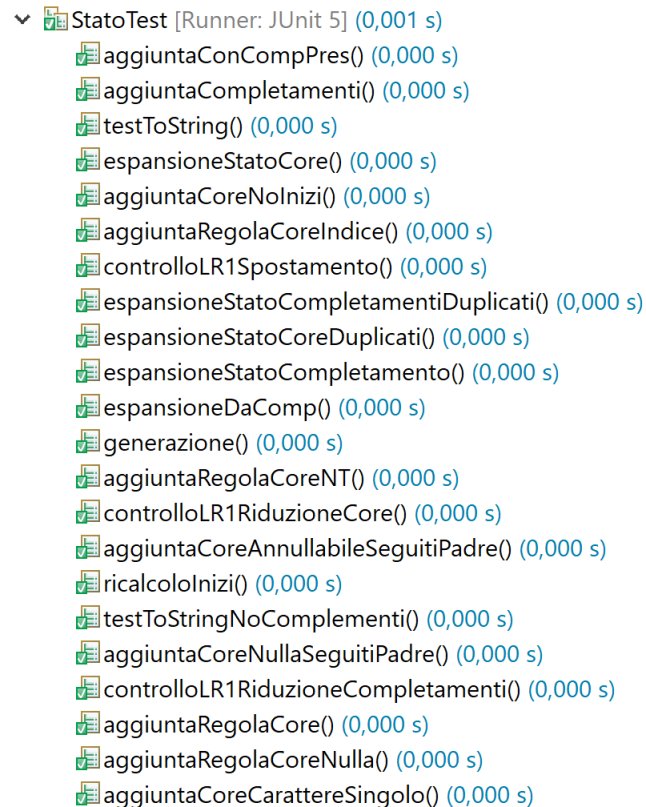 StatoTest [Runner: JUnit 5] (0,001 s)
aggiuntaConCompPres() (0,000 s)
aggiuntaCompletamenti() (0,000 s)
testToString() (0,000 s)
espansioneStatoCore() (0,000 s)
aggiuntaCoreNoInizi() (0,000 s)
aggiuntaRegolaCoreIndice() (0,000 s)
controlloLR1Spostamento() (0,000 s)
espansioneStatoCompletamentiDuplicati() (0,000 s)
espansioneStatoCoreDuplicati() (0,000 s)
espansioneStatoCompletamento() (0,000 s)
espansioneDaComp() (0,000 s)
generazione() (0,000 s)
aggiuntaRegolaCoreNT() (0,000 s)
controlloLR1RiduzioneCore() (0,000 s)
aggiuntaCoreAnnullabileSeguitiPadre() (0,000 s)
ricalcoloInizi() (0,000 s)
testToStringNoComplementi() (0,000 s)
aggiuntaCoreNullaSeguitiPadre() (0,000 s)
controlloLR1RiduzioneCompletamenti() (0,000 s)
aggiuntaRegolaCore() (0,000 s)
aggiuntaRegolaCoreNulla() (0,000 s)
aggiuntaCoreCarattereSingolo() (0,000 s)